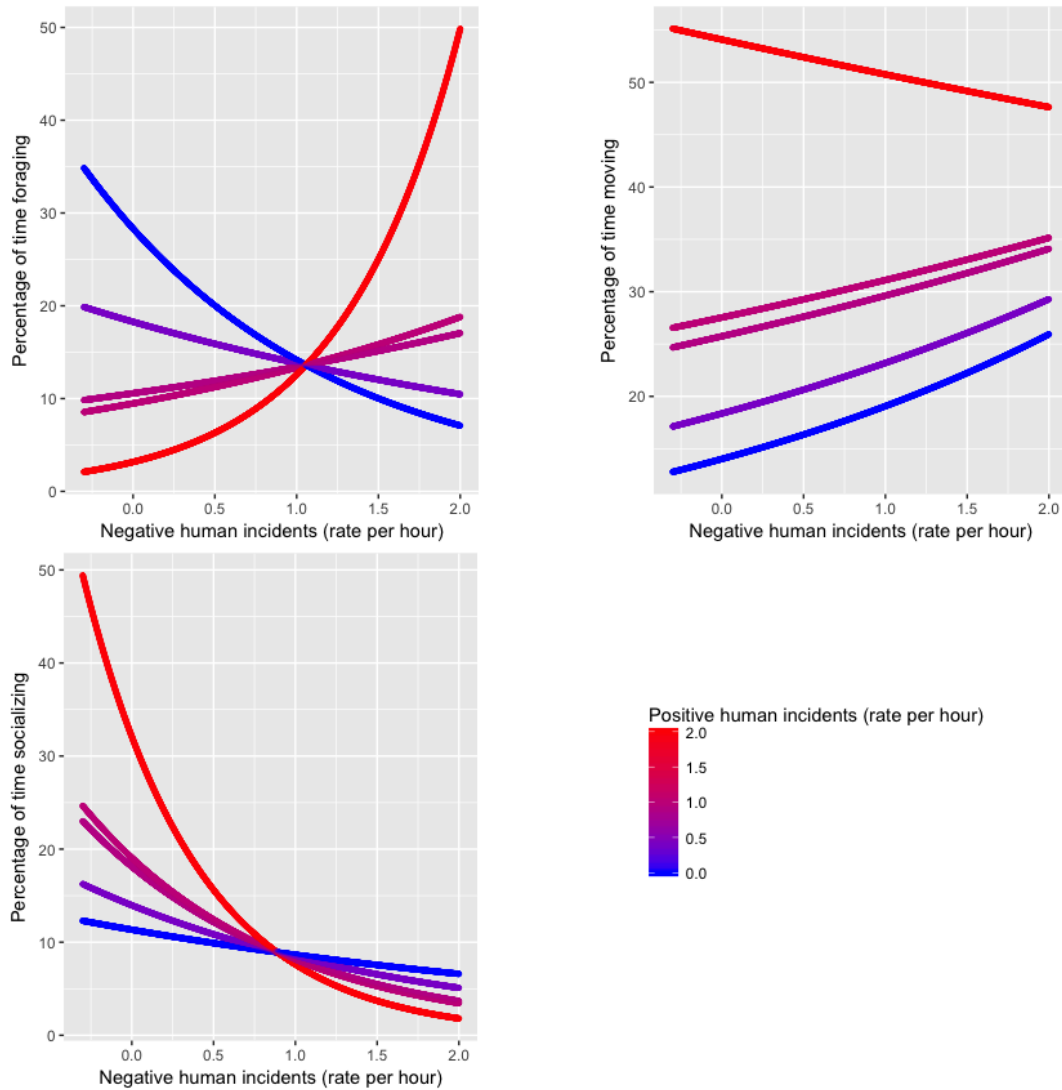 50
40
30
20
10
0
Percentage of time foraging
0.0 0.5 1.0 1.5 2.0
Negative human incidents (rate per hour)
50
40
30
20
Percentage of time moving
0.0 0.5 1.0 1.5 2.0
Negative human incidents (rate per hour)
50
40
30
20
10
0
Percentage of time socializing
0.0 0.5 1.0 1.5 2.0
Negative human incidents (rate per hour)
Positive human incidents (rate per hour)
2.0
1.0
0.5
0.0